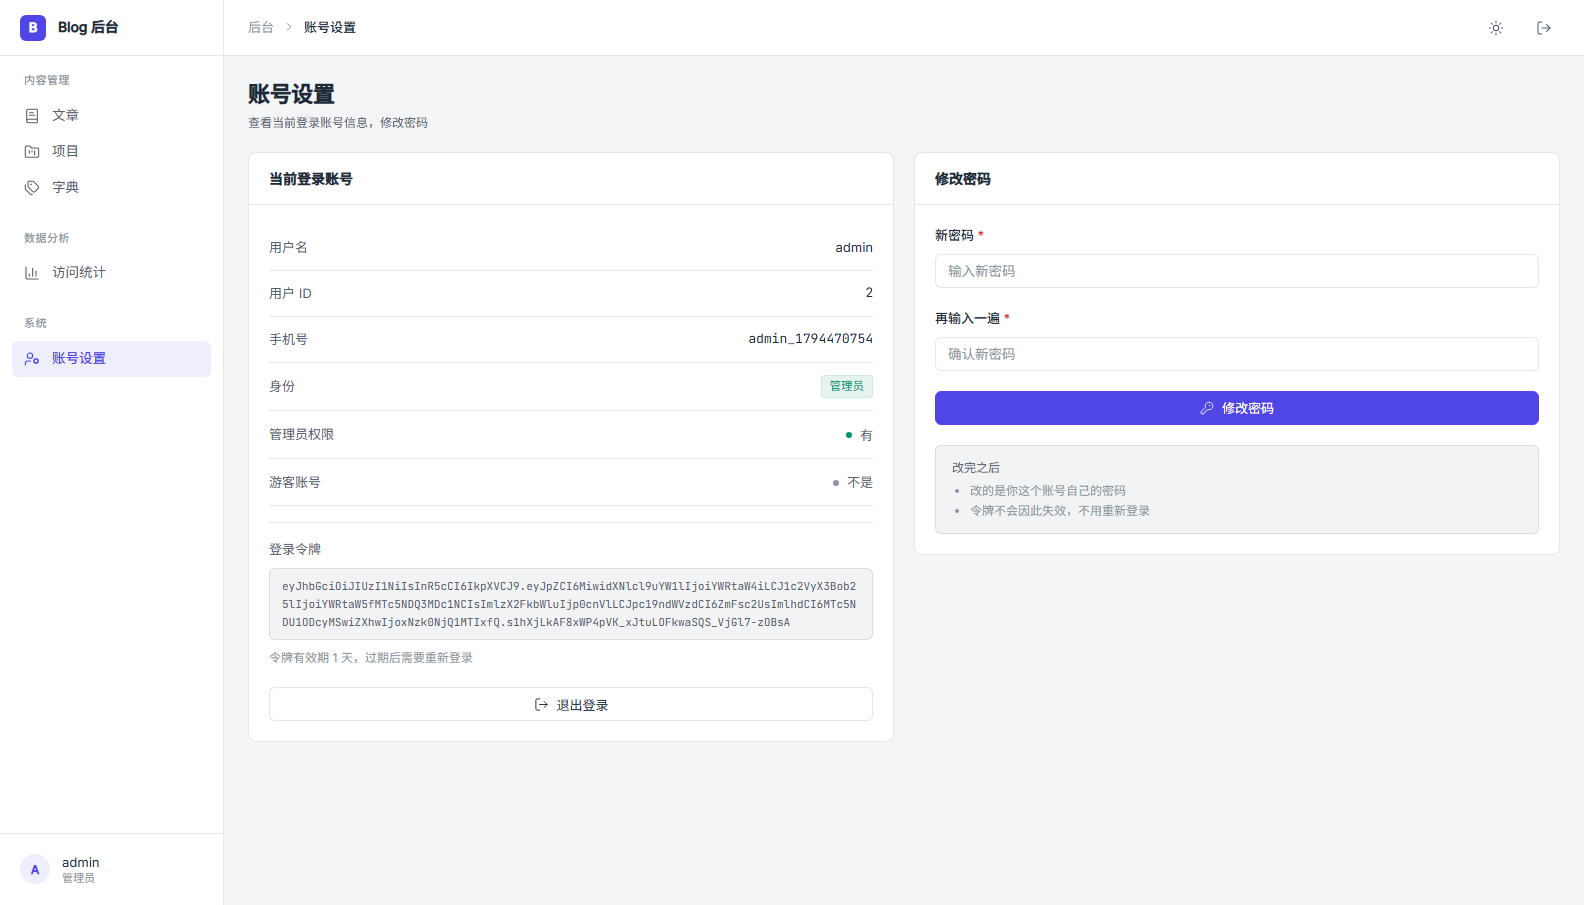 B
Blog 后台
内容管理
文章
项目
字典
数据分析
访问统计
系统
账号设置
A
admin
管理员
后台
账号设置
账号设置
查看当前登录账号信息，修改密码
当前登录账号
用户名
admin
用户 ID
2
手机号
admin_1794470754
身份
管理员
管理员权限
有
游客账号
不是
登录令牌
eyJhbGciOiJIUzI1NiIsInR5cCI6IkpXVCJ9.eyJpZCI6MiwidXNlcl9uYW1lIjoiYWRtaW4iLCJ1c2VyX3Bob2
5lIjoiYWRtaW5fMTc5NDQ3MDc1NCIsImlzX2FkbWluIjp0cnVlLCJpc19ndWVzdCI6ZmFsc2UsImlhdCI6MTc5N
DU1ODcyMSwiZXhwIjoxNzk0NjQ1MTIxfQ.s1hXjLkAF8xWP4pVK_xJtuLOFkwaSQS_VjGl7-zOBsA
令牌有效期 1 天，过期后需要重新登录
退出登录
修改密码
新密码 *
输入新密码
再输入一遍 *
确认新密码
修改密码
改完之后
改的是你这个账号自己的密码
令牌不会因此失效，不用重新登录